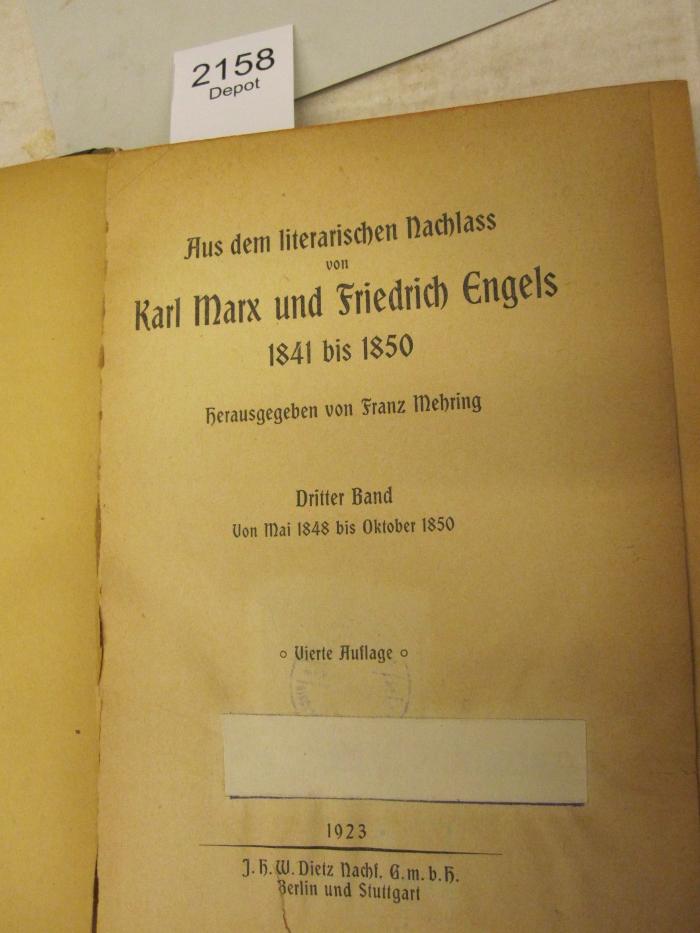 2158
Depot
Aus dem literarischen Nachlass
von
Karl Marx und Friedrich Engels
1841 bis 1850
Herausgegeben von Franz Mehring
Dritter Band
Von Mai 1848 bis Oktober 1850
◦ Vierte Auflage ◦
1923
J. H. W. Dietz Nachf. G. m. b. H.
Berlin und Stuttgart